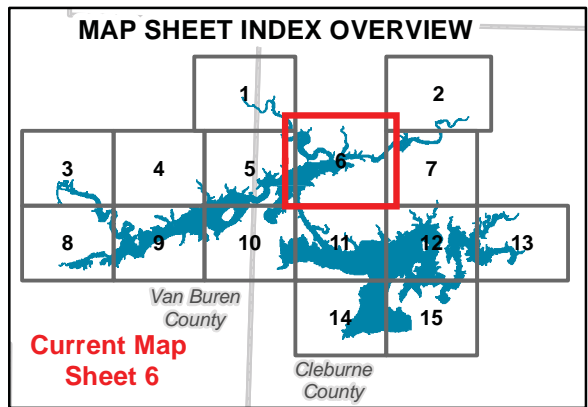 MAP SHEET INDEX OVERVIEW
1
2
3
4
5
6
7
8
9
10
11
12
13
Van Buren
County
14
15
Current Map
Sheet 6
Cleburne
County